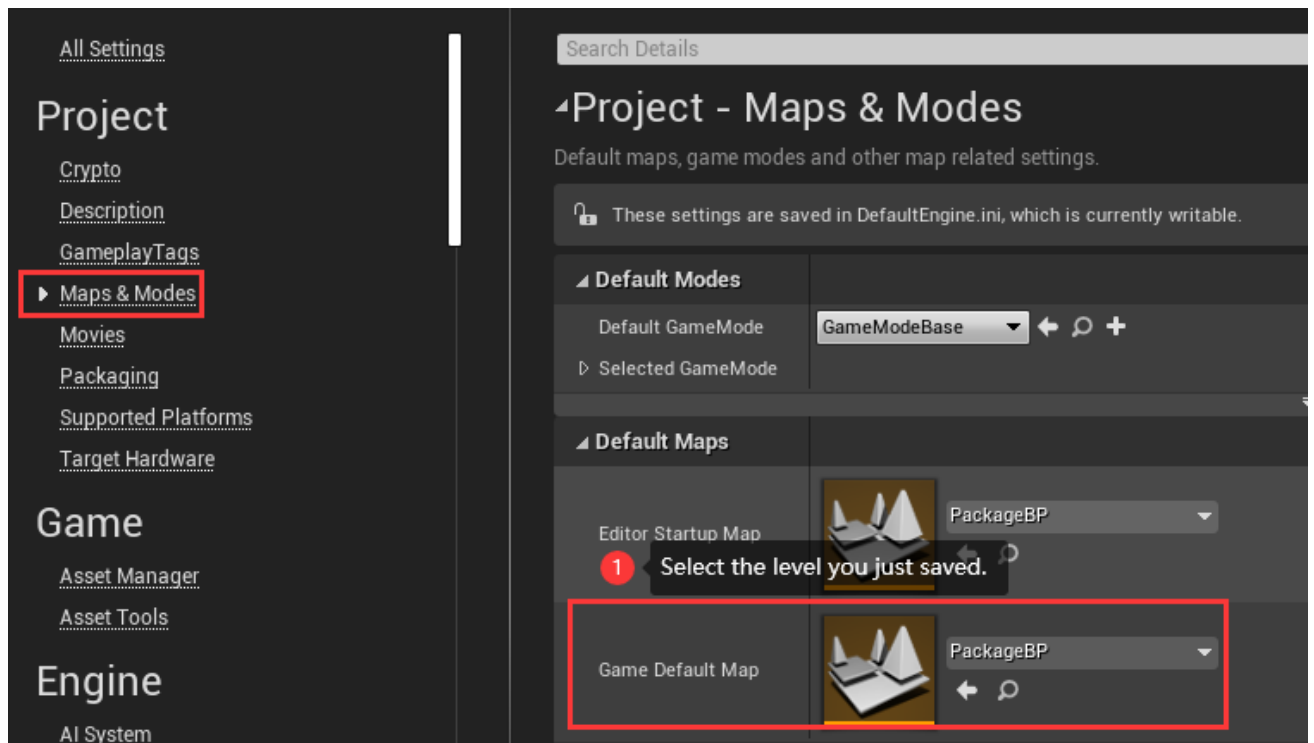 All Settings
Project
Crypto
Description
GameplayTags
Maps & Modes
Movies
Packaging
Supported Platforms
Target Hardware
Game
Asset Manager
Asset Tools
Engine
AI System
Search Details
Project - Maps & Modes
Default maps, game modes and other map related settings.
These settings are saved in DefaultEngine.ini, which is currently writable.
Default Modes
Default GameMode
GameModeBase
Selected GameMode
Default Maps
Editor Startup Map
PackageBP
1 Select the level you just saved.
Game Default Map
PackageBP